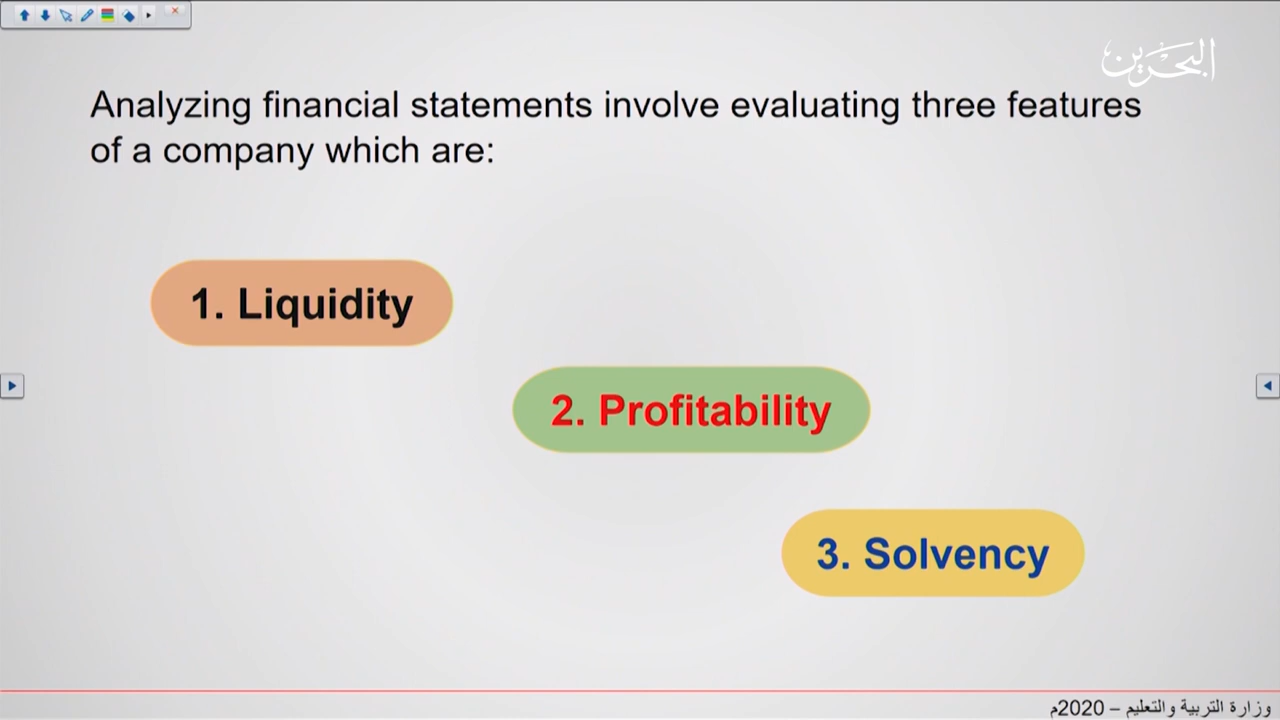 البحرين
Analyzing financial statements involve evaluating three features
of a company which are:
1. Liquidity
2. Profitability
3. Solvency
وزارة التربية والتعليم – 2020م